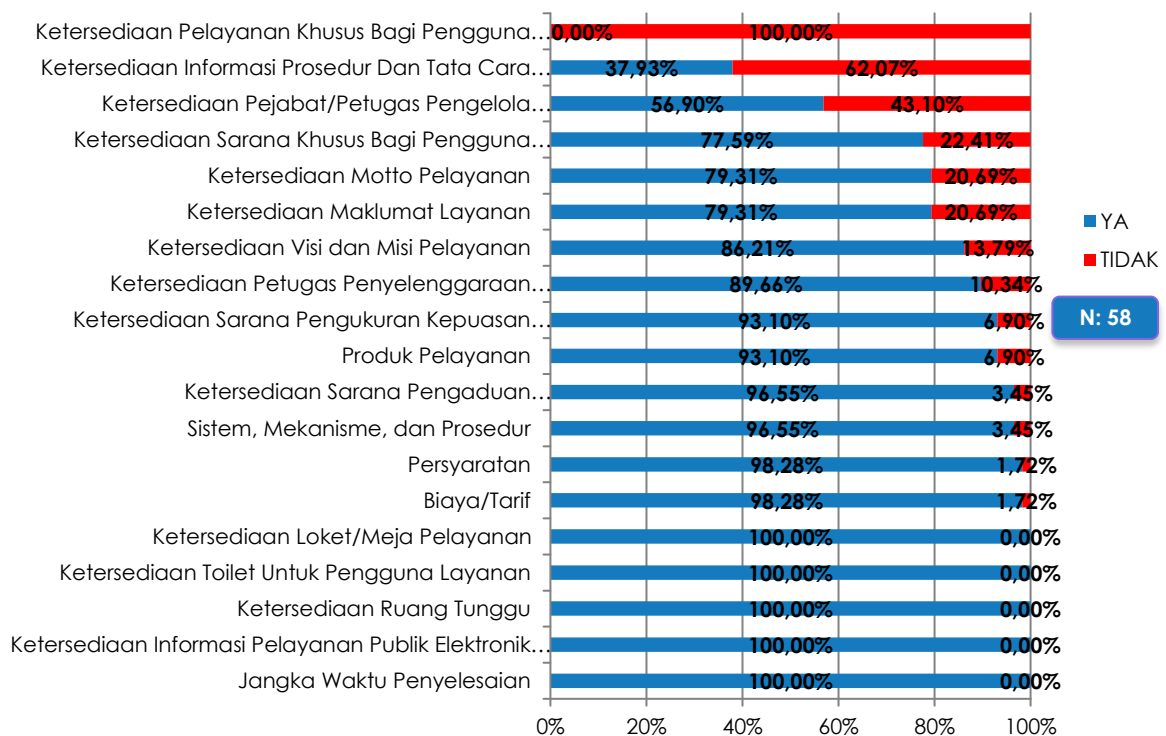 Ketersediaan Pelayanan Khusus Bagi Pengguna… 0,00% 100,00%
Ketersediaan Informasi Prosedur Dan Tata Cara… 37,93% 62,07%
Ketersediaan Pejabat/Petugas Pengelola… 56,90% 43,10%
Ketersediaan Sarana Khusus Bagi Pengguna… 77,59% 22,41%
Ketersediaan Motto Pelayanan 79,31% 20,69%
Ketersediaan Maklumat Layanan 79,31% 20,69%
Ketersediaan Visi dan Misi Pelayanan 86,21% 13,79%
Ketersediaan Petugas Penyelenggaraan… 89,66% 10,34%
Ketersediaan Sarana Pengukuran Kepuasan… 93,10% 6,90%
Produk Pelayanan 93,10% 6,90%
Ketersediaan Sarana Pengaduan… 96,55% 3,45%
Sistem, Mekanisme, dan Prosedur 96,55% 3,45%
Persyaratan 98,28% 1,72%
Biaya/Tarif 98,28% 1,72%
Ketersediaan Loket/Meja Pelayanan 100,00% 0,00%
Ketersediaan Toilet Untuk Pengguna Layanan 100,00% 0,00%
Ketersediaan Ruang Tunggu 100,00% 0,00%
Ketersediaan Informasi Pelayanan Publik Elektronik… 100,00% 0,00%
Jangka Waktu Penyelesaian 100,00% 0,00%
0% 20% 40% 60% 80% 100%
YA
TIDAK
N: 58